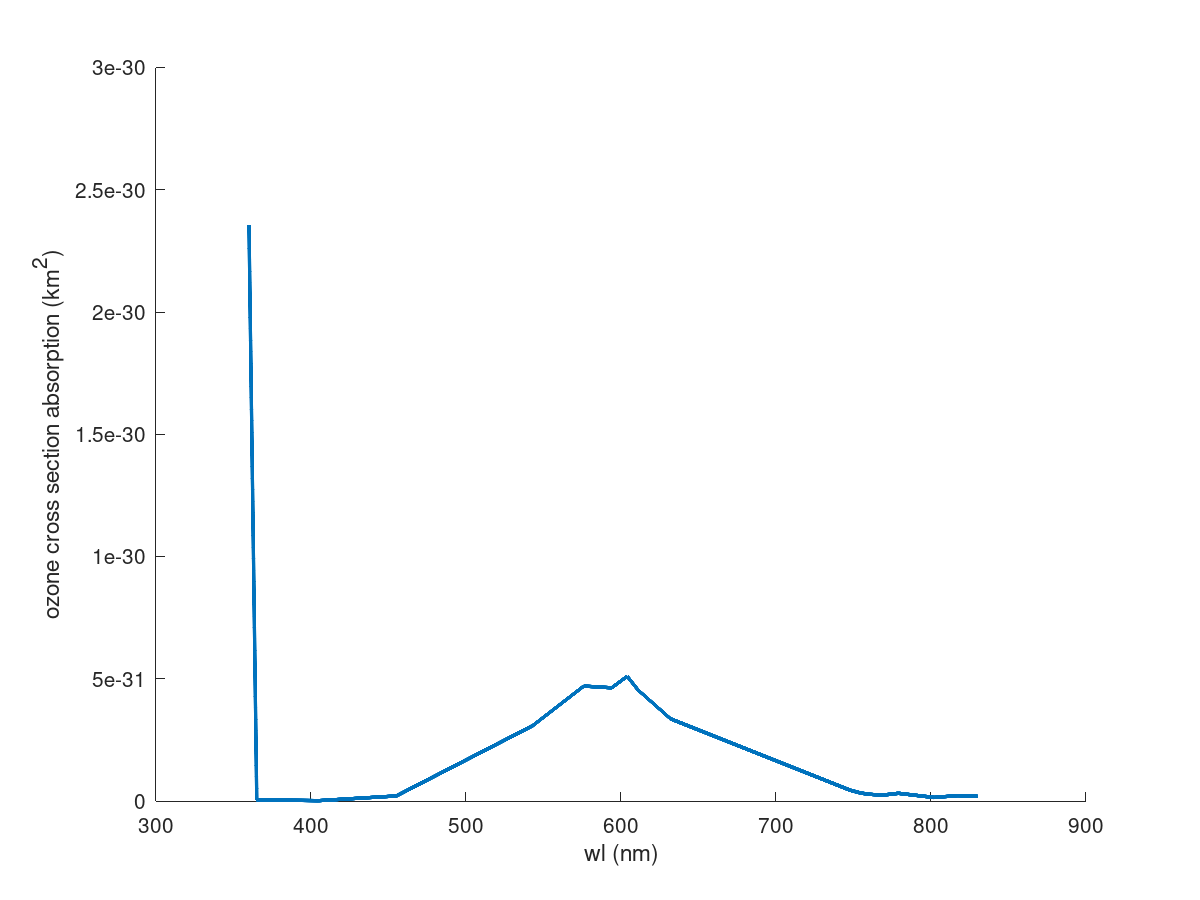 3e-30
2.5e-30
2e-30
1.5e-30
1e-30
5e-31
0
ozone cross section absorption (km²)
300 400 500 600 700 800 900
wl (nm)